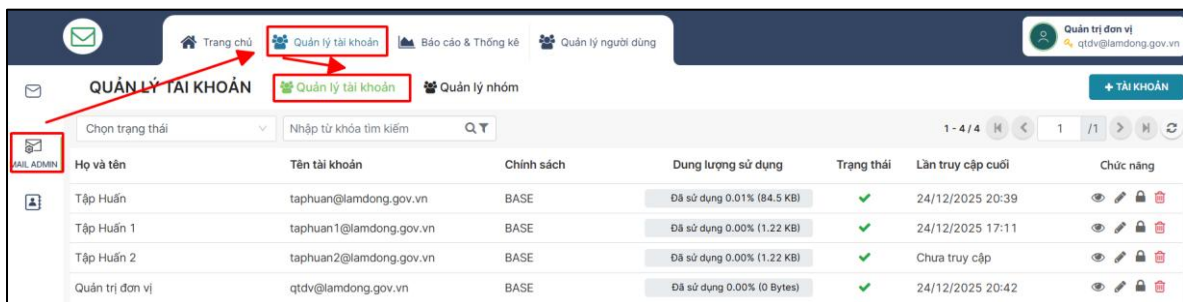 Trang chủ Quản lý tài khoản Báo cáo & Thống kê Quản lý người dùng
Quản trị đơn vị
qtdv@lamdong.gov.vn
QUẢN LÝ TÀI KHOẢN Quản lý tài khoản Quản lý nhóm + TÀI KHOẢN
MAIL ADMIN
Chọn trạng thái Nhập từ khóa tìm kiếm 1 - 4 / 4 1 /1
Họ và tên Tên tài khoản Chính sách Dung lượng sử dụng Trạng thái Lần truy cập cuối Chức năng
Tập Huấn taphuan@lamdong.gov.vn BASE Đã sử dụng 0.01% (84.5 KB) 24/12/2025 20:39
Tập Huấn 1 taphuan1@lamdong.gov.vn BASE Đã sử dụng 0.00% (1.22 KB) 24/12/2025 17:11
Tập Huấn 2 taphuan2@lamdong.gov.vn BASE Đã sử dụng 0.00% (1.22 KB) Chưa truy cập
Quản trị đơn vị qtdv@lamdong.gov.vn BASE Đã sử dụng 0.00% (0 Bytes) 24/12/2025 20:42